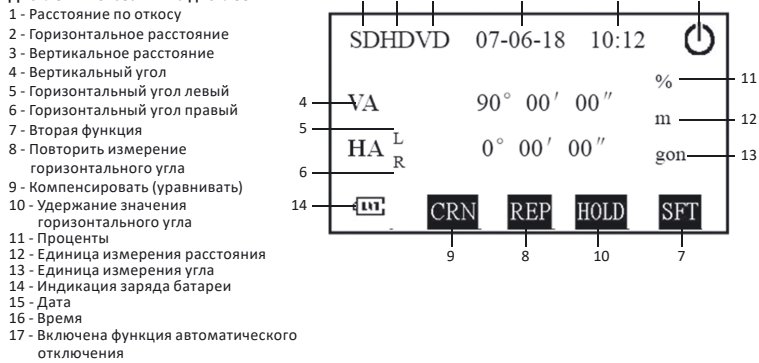 1 - Расстояние по откосу
2 - Горизонтальное расстояние
3 - Вертикальное расстояние
4 - Вертикальный угол
5 - Горизонтальный угол левый
6 - Горизонтальный угол правый
7 - Вторая функция
8 - Повторить измерение
горизонтального угла
9 - Компенсировать (уравнивать)
10 - Удержание значения
горизонтального угла
11 - Проценты
12 - Единица измерения расстояния
13 - Единица измерения угла
14 - Индикация заряда батареи
15 - Дата
16 - Время
17 - Включена функция автоматического
отключения
SDHDVD 07-06-18 10:12
% 11
4 VA 90° 00′ 00″
m 12
5 L
HA 0° 00′ 00″
R gon 13
6
14 CRN REP HOLD SFT
9 8 10 7